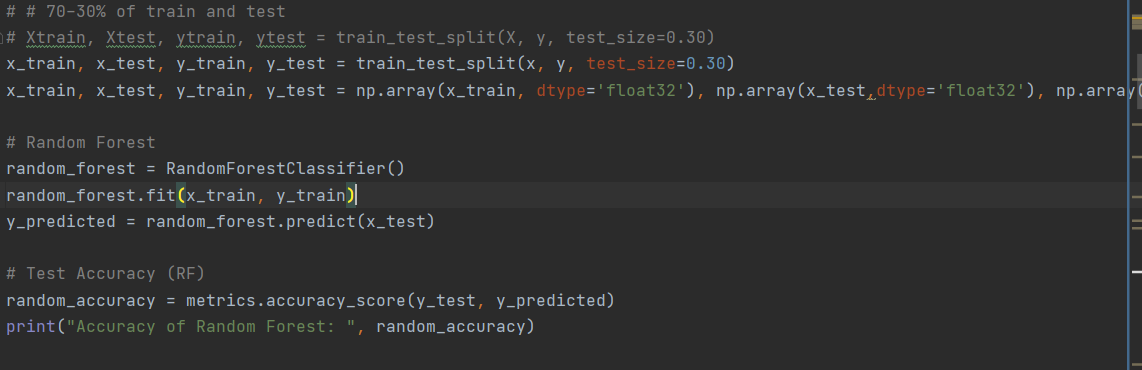 # # 70-30% of train and test
# Xtrain, Xtest, ytrain, ytest = train_test_split(X, y, test_size=0.30)
x_train, x_test, y_train, y_test = train_test_split(x, y, test_size=0.30)
x_train, x_test, y_train, y_test = np.array(x_train, dtype='float32'), np.array(x_test,dtype='float32'), np.array(
# Random Forest
random_forest = RandomForestClassifier()
random_forest.fit(x_train, y_train)
y_predicted = random_forest.predict(x_test)
# Test Accuracy (RF)
random_accuracy = metrics.accuracy_score(y_test, y_predicted)
print("Accuracy of Random Forest: ", random_accuracy)